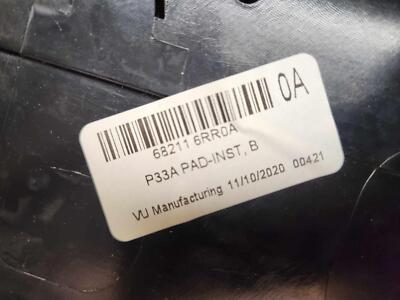 68211 6RR0A
0A
P33A PAD-INST, B
VU Manufacturing 11/10/2020 00421